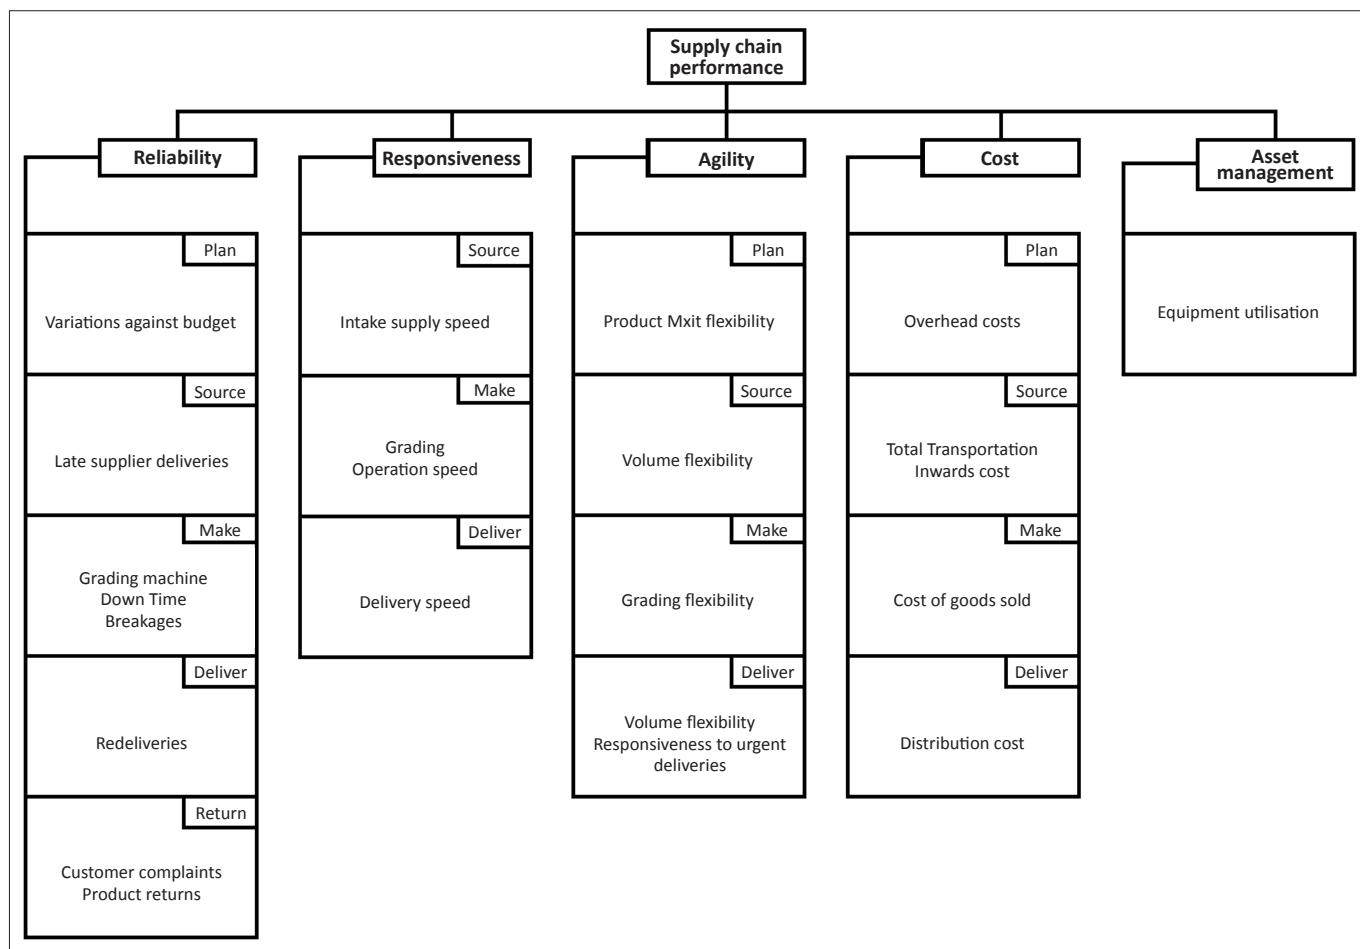 Supply chain
performance
Reliability
Plan
Variations against budget
Source
Late supplier deliveries
Make
Grading machine
Down Time
Breakages
Deliver
Redeliveries
Return
Customer complaints
Product returns
Responsiveness
Source
Intake supply speed
Make
Grading
Operation speed
Deliver
Delivery speed
Agility
Plan
Product Mxit flexibility
Source
Volume flexibility
Make
Grading flexibility
Deliver
Volume flexibility
Responsiveness to urgent
deliveries
Cost
Plan
Overhead costs
Source
Total Transportation
Inwards cost
Make
Cost of goods sold
Deliver
Distribution cost
Asset
management
Equipment utilisation